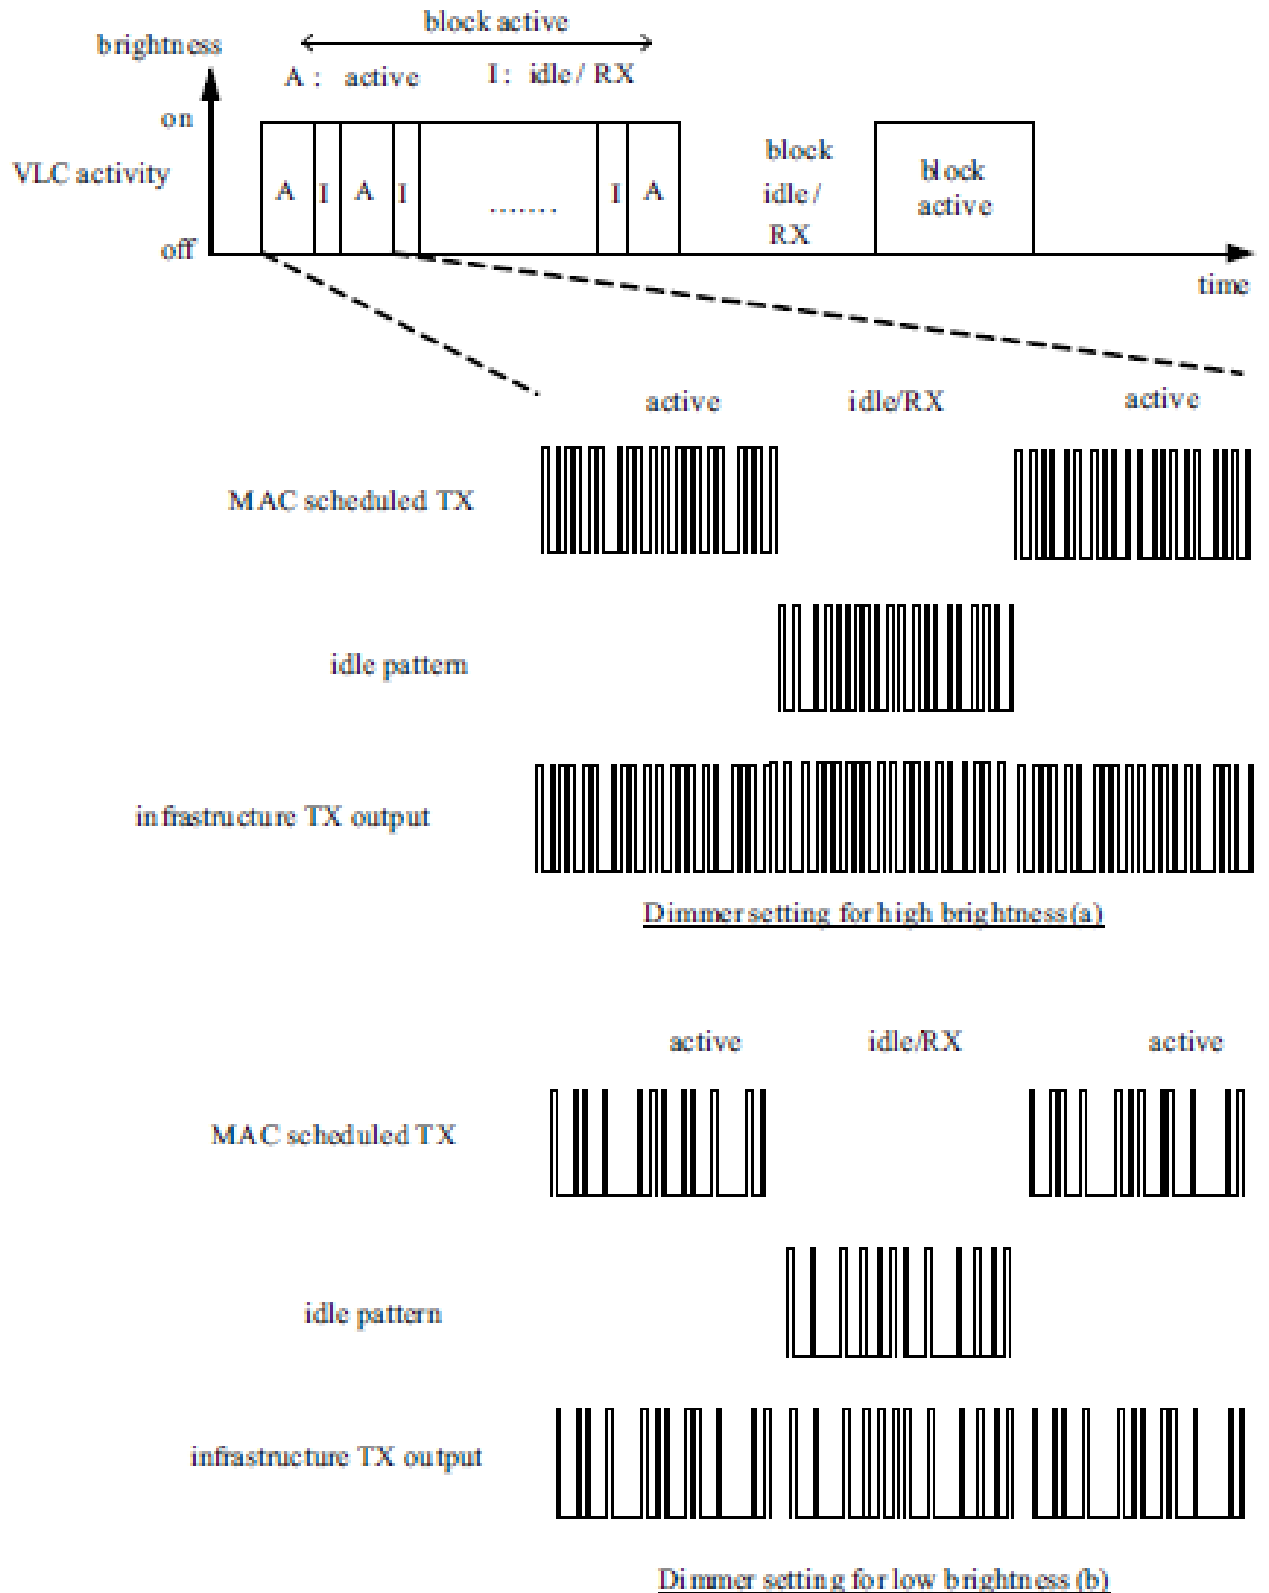 block active
brightness
A : active I : idle / RX
on
VLC activity
A I A I ....... I A
block
idle /
RX
block
active
off
time
active idle/RX active
MAC scheduled TX
idle pattern
infrastructure TX output
Dimmer setting for high brightness (a)
active idle/RX active
MAC scheduled TX
idle pattern
infrastructure TX output
Dimmer setting for low brightness (b)